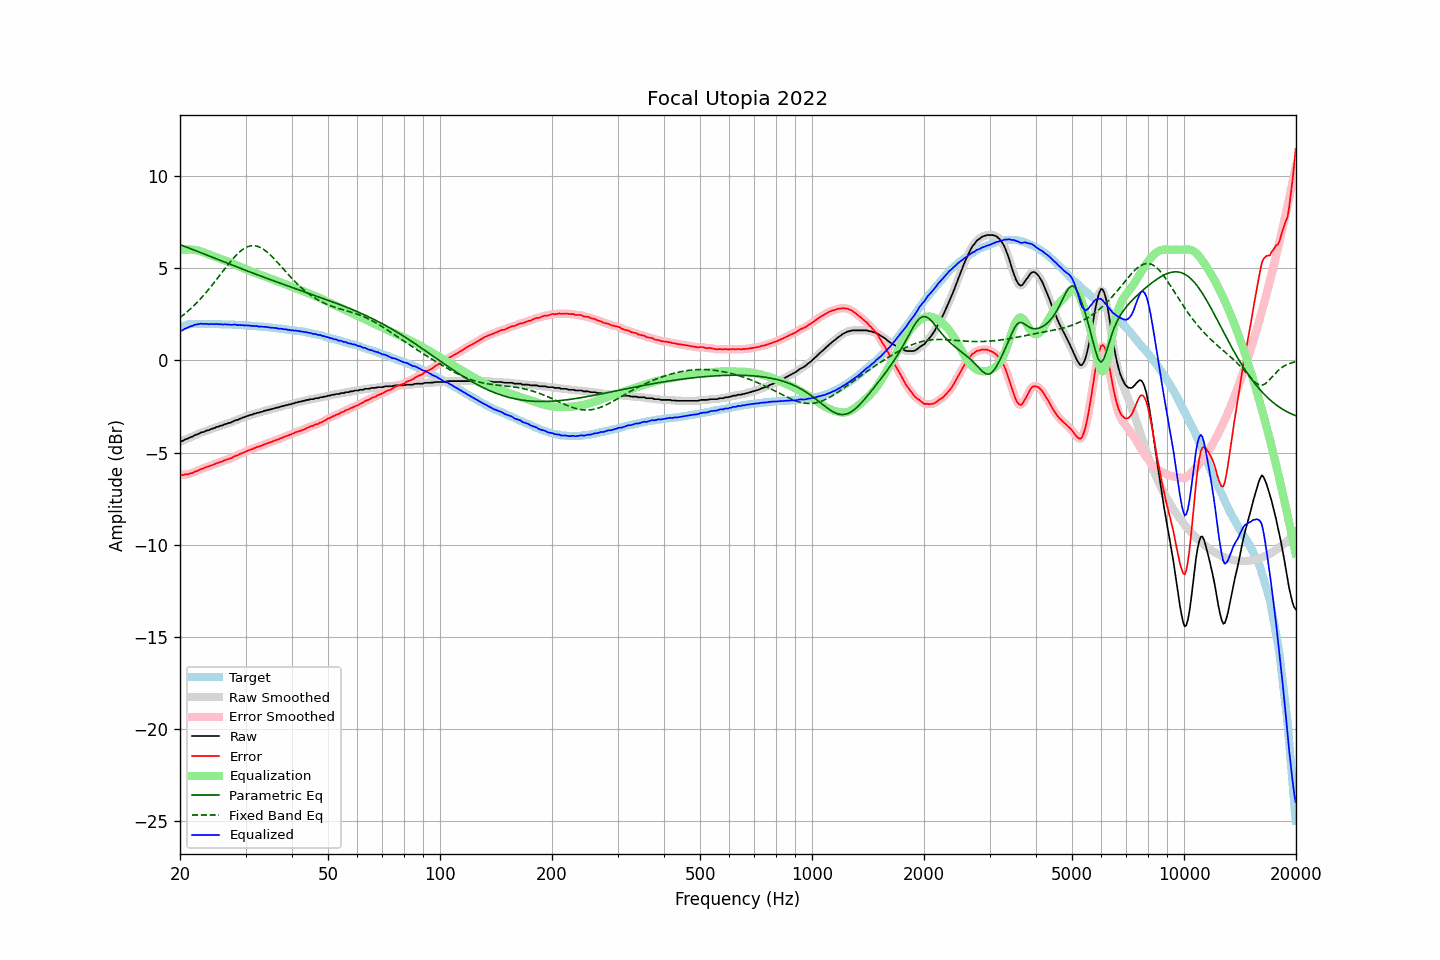 Focal Utopia 2022
Amplitude (dBr)
10
5
0
−5
−10
−15
−20
−25
Target
Raw Smoothed
Error Smoothed
Raw
Error
Equalization
Parametric Eq
Fixed Band Eq
Equalized
20 50 100 200 500 1000 2000 5000 10000 20000
Frequency (Hz)